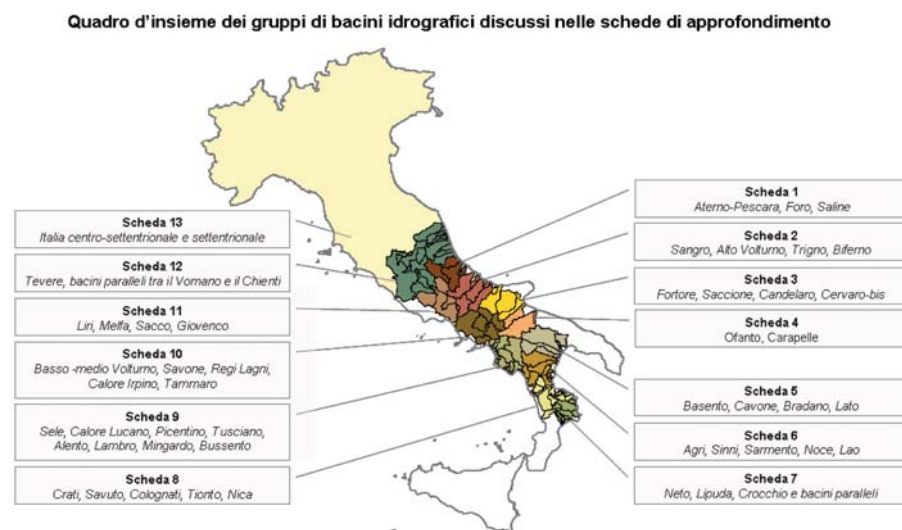 Quadro d'insieme dei gruppi di bacini idrografici discussi nelle schede di approfondimento
Scheda 13
Italia centro-settentrionale e settentrionale
Scheda 12
Tevere, bacini paralleli tra il Vomano e il Chienti
Scheda 11
Liri, Melfa, Sacco, Giovenco
Scheda 10
Basso -medio Volturno, Savone, Regi Lagni,
Calore Irpino, Tammaro
Scheda 9
Sele, Calore Lucano, Picentino, Tusciano,
Alento, Lambro, Mingardo, Bussento
Scheda 8
Crati, Savuto, Colognati, Tionto, Nica
Scheda 1
Aterno-Pescara, Foro, Saline
Scheda 2
Sangro, Alto Volturno, Trigno, Biferno
Scheda 3
Fortore, Saccione, Candelaro, Cervaro-bis
Scheda 4
Ofanto, Carapelle
Scheda 5
Basento, Cavone, Bradano, Lato
Scheda 6
Agri, Sinni, Sarmento, Noce, Lao
Scheda 7
Neto, Lipuda, Crocchio e bacini paralleli